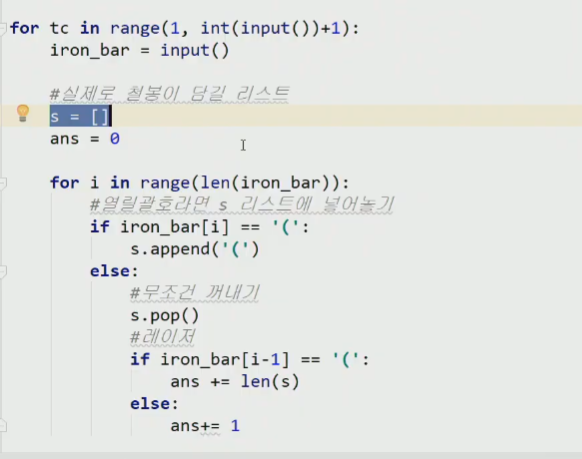 for tc in range(1, int(input())+1):
    iron_bar = input()
    #실제로 철봉이 담길 리스트
    s = []
    ans = 0
    for i in range(len(iron_bar)):
        #열릴괄호라면 s 리스트에 넣어놓기
        if iron_bar[i] == '(':
            s.append('(')
        else:
            #무조건 꺼내기
            s.pop()
            #레이저
            if iron_bar[i-1] == '(':
                ans += len(s)
            else:
                ans+= 1